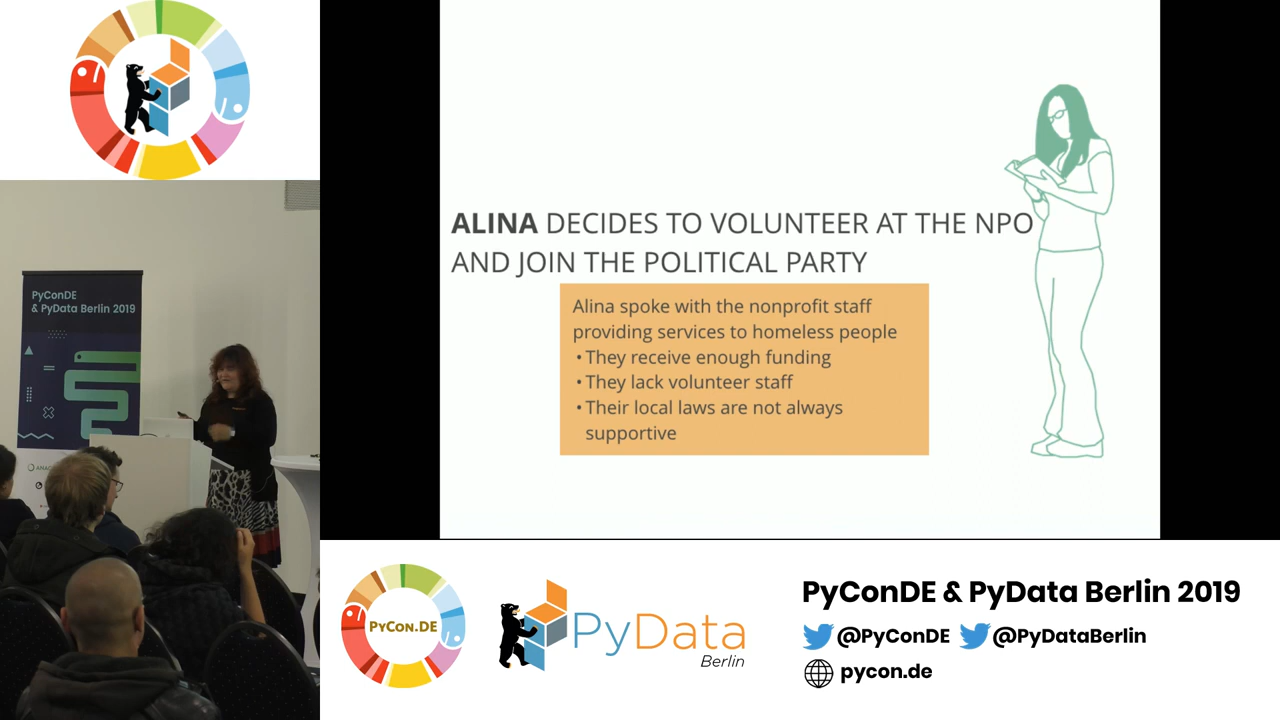 PyConDE
& PyData Berlin 2019
ALINA DECIDES TO VOLUNTEER AT THE NPO
AND JOIN THE POLITICAL PARTY
Alina spoke with the nonprofit staff
providing services to homeless people
• They receive enough funding
• They lack volunteer staff
• Their local laws are not always
supportive
PYCON.DE
PyData
Berlin
PyConDE & PyData Berlin 2019
@PyConDE @PyDataBerlin
pycon.de